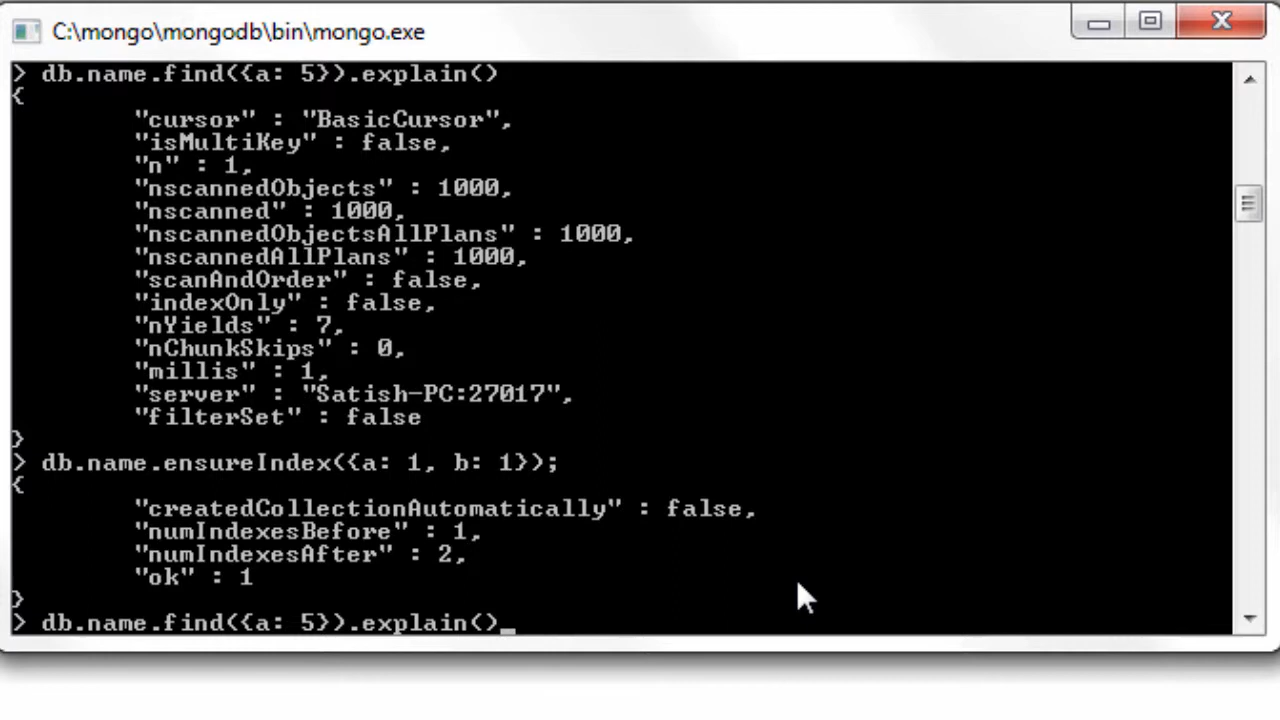 C:\mongo\mongodb\bin\mongo.exe
> db.name.find({a: 5}).explain()
{
"cursor" : "BasicCursor",
"isMultiKey" : false,
"n" : 1,
"nscannedObjects" : 1000,
"nscanned" : 1000,
"nscannedObjectsAllPlans" : 1000,
"nscannedAllPlans" : 1000,
"scanAndOrder" : false,
"indexOnly" : false,
"nYields" : 7,
"nChunkSkips" : 0,
"millis" : 1,
"server" : "Satish-PC:27017",
"filterSet" : false
}
> db.name.ensureIndex({a: 1, b: 1});
{
"createdCollectionAutomatically" : false,
"numIndexesBefore" : 1,
"numIndexesAfter" : 2,
"ok" : 1
}
> db.name.find({a: 5}).explain()_